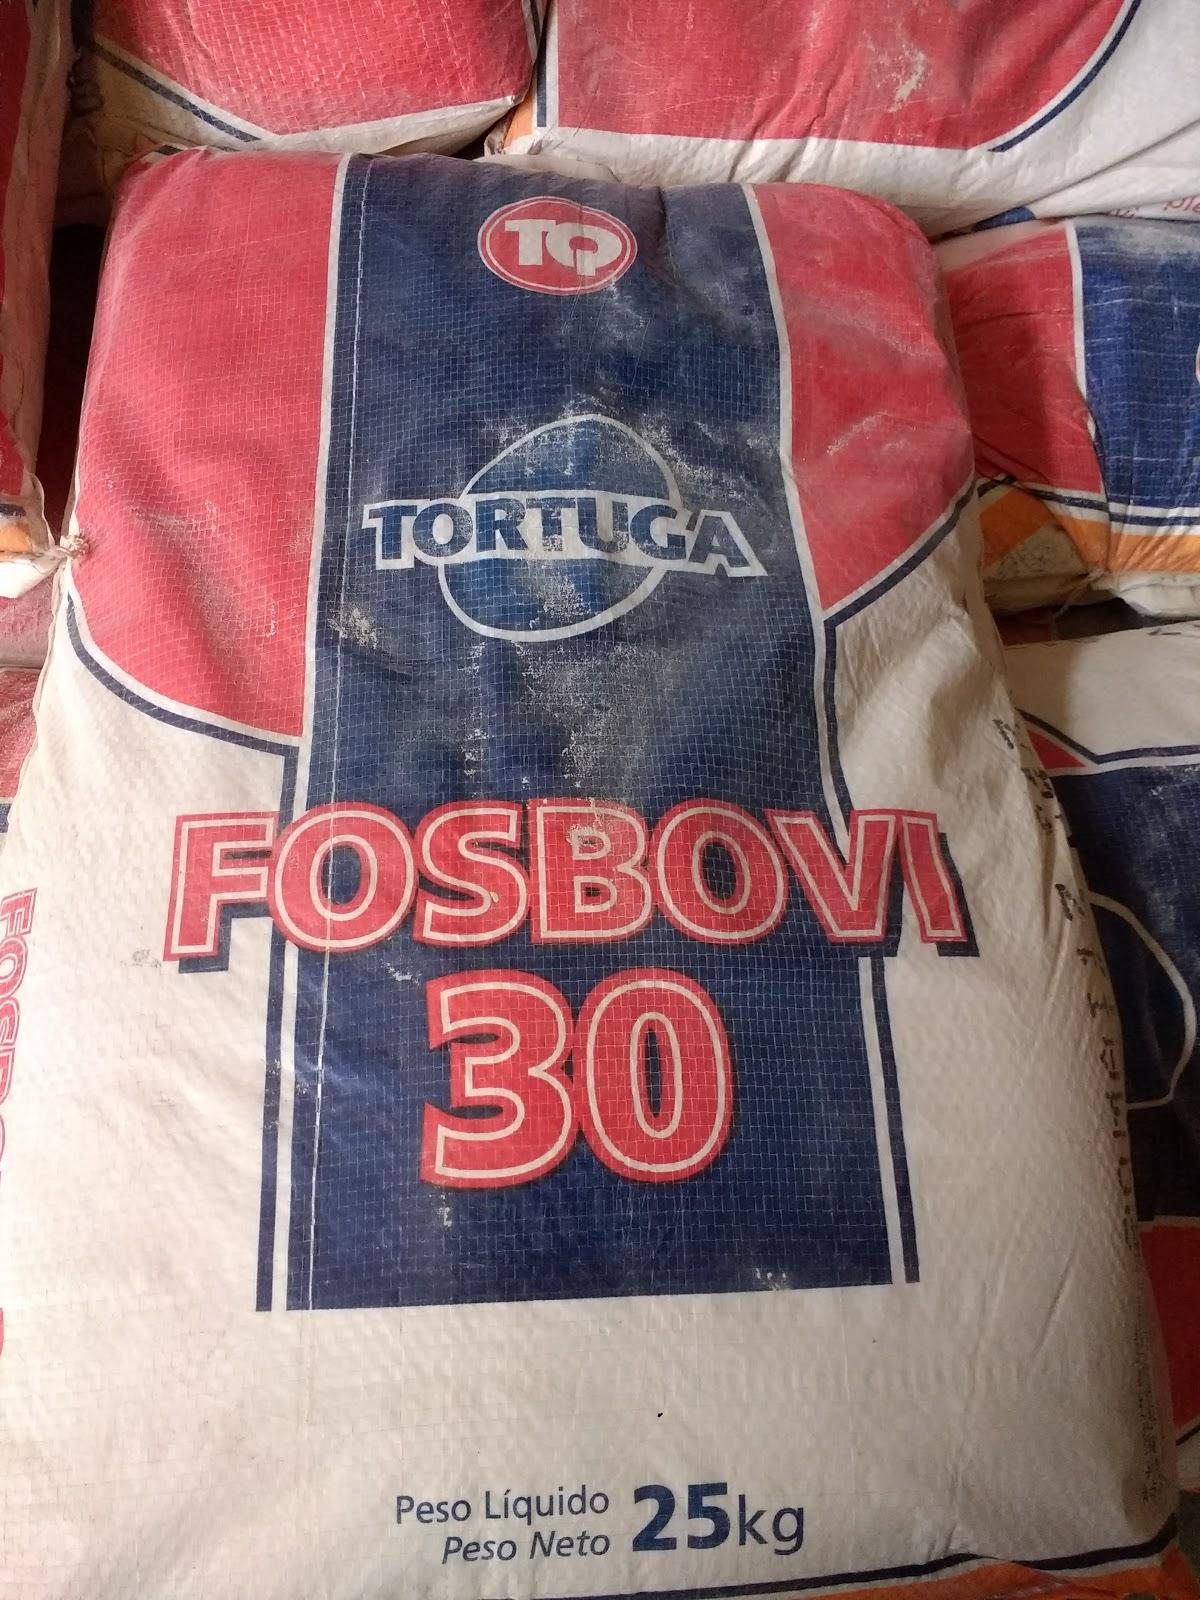 TQ
TORTUGA
FOSBOVI
30
Peso Líquido
Peso Neto
25kg